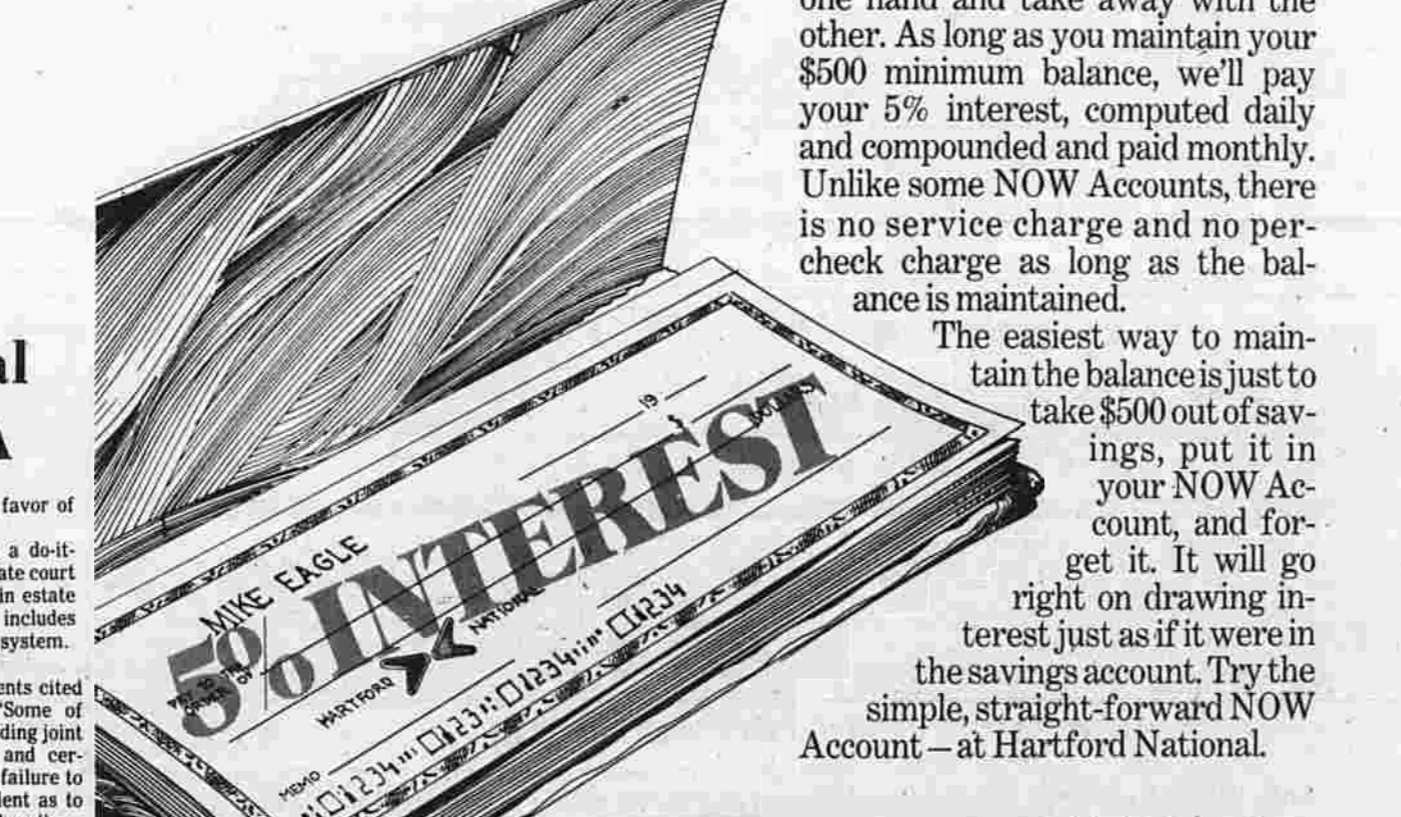 al
favor of
a do-it-
ate court
in estate
includes
system.
ents cited
"Some of
ding joint
and cer-
failure to
lent as to
MIKE EAGLE
19
PAY TO THE
ORDER OF
DOLLARS
5% INTEREST
HARTFORD NATIONAL
MEMO
one hand and take away with the
other. As long as you maintain your
$500 minimum balance, we'll pay
your 5% interest, computed daily
and compounded and paid monthly.
Unlike some NOW Accounts, there
is no service charge and no per-
check charge as long as the bal-
ance is maintained.
The easiest way to main-
tain the balance is just to
take $500 out of sav-
ings, put it in
your NOW Ac-
count, and for-
get it. It will go
right on drawing in-
terest just as if it were in
the savings account. Try the
simple, straight-forward NOW
Account—at Hartford National.